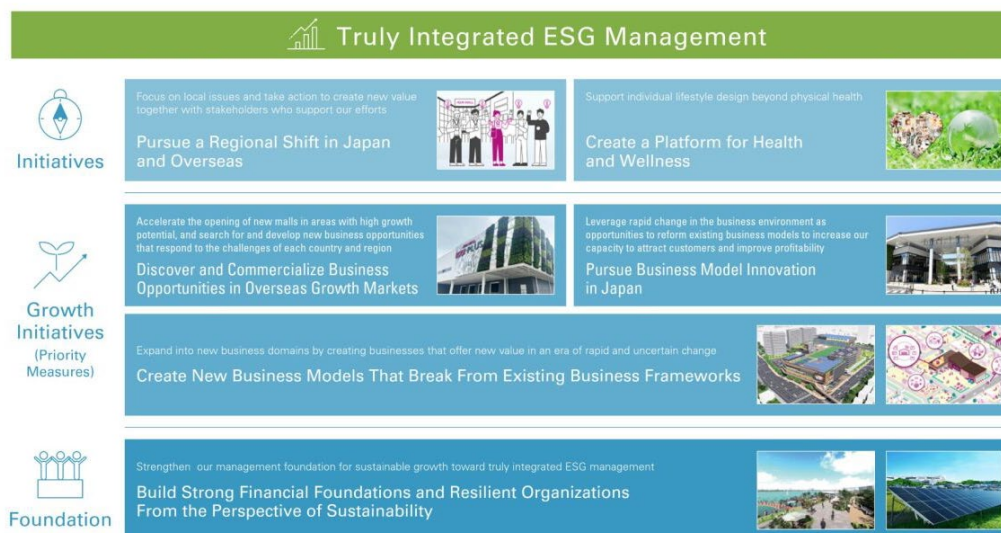 Truly Integrated ESG Management
Initiatives
Focus on local issues and take action to create new value
together with stakeholders who support our efforts
Pursue a Regional Shift in Japan
and Overseas
Support individual lifestyle design beyond physical health
Create a Platform for Health
and Wellness
Growth
Initiatives
(Priority
Measures)
Accelerate the opening of new malls in areas with high growth
potential, and search for and develop new business opportunities
that respond to the challenges of each country and region
Discover and Commercialize Business
Opportunities in Overseas Growth Markets
Leverage rapid change in the business environment as
opportunities to reform existing business models to increase our
capacity to attract customers and improve profitability
Pursue Business Model Innovation
in Japan
Expand into new business domains by creating businesses that offer new value in an era of rapid and uncertain change
Create New Business Models That Break From Existing Business Frameworks
Foundation
Strengthen our management foundation for sustainable growth toward truly integrated ESG management
Build Strong Financial Foundations and Resilient Organizations
From the Perspective of Sustainability